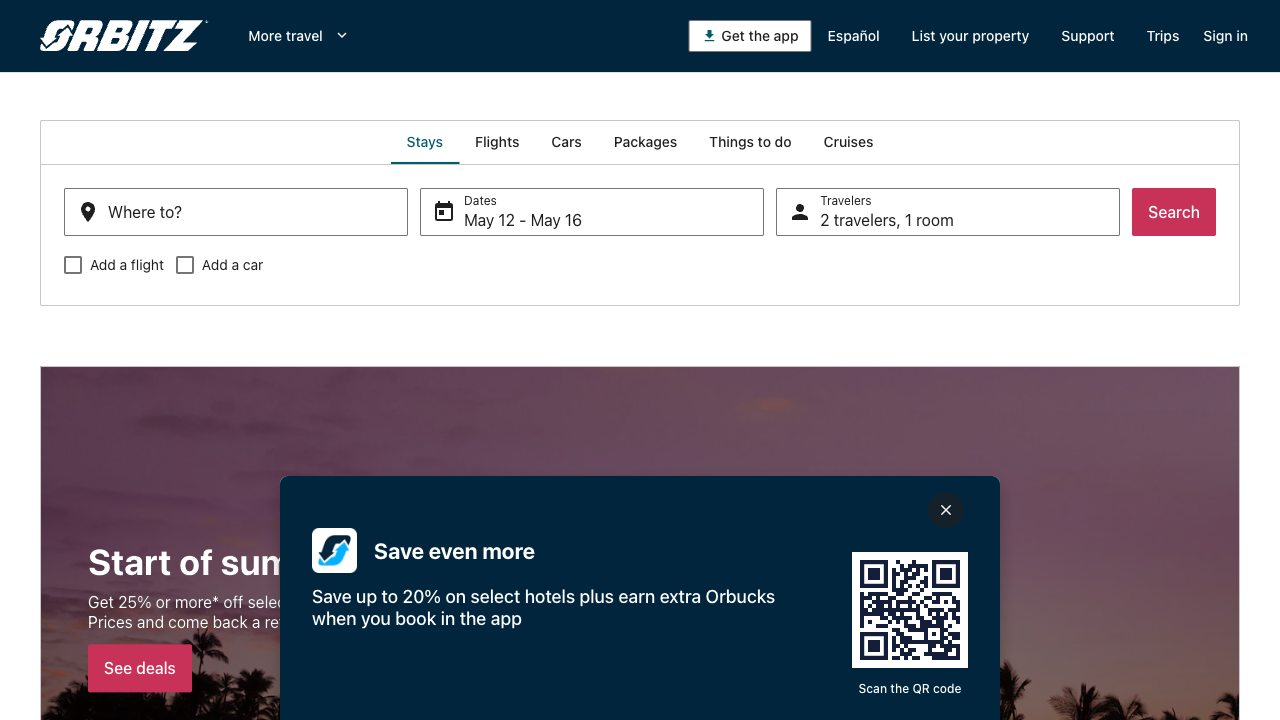 ORBITZ
More travel
Get the app
Español
List your property
Support
Trips
Sign in
Stays
Flights
Cars
Packages
Things to do
Cruises
Where to?
Dates
May 12 - May 16
Travelers
2 travelers, 1 room
Search
Add a flight
Add a car
Save even more
Save up to 20% on select hotels plus earn extra Orbucks
when you book in the app
Scan the QR code
Start of sum
Get 25% or more* off selec
Prices and come back a re
See deals